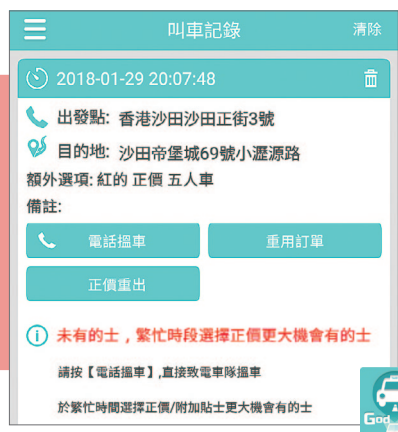 叫車記錄
清除
2018-01-29 20:07:48
出發點: 香港沙田沙田正街3號
目的地: 沙田帝堡城69號小瀝源路
額外選項: 紅的 正價 五人車
備註:
電話搵車
重用訂單
正價重出
未有的士，繁忙時段選擇正價更大機會有的士
請按【電話搵車】,直接致電車隊搵車
於繁忙時間選擇正價/附加貼士更大機會有的士
God